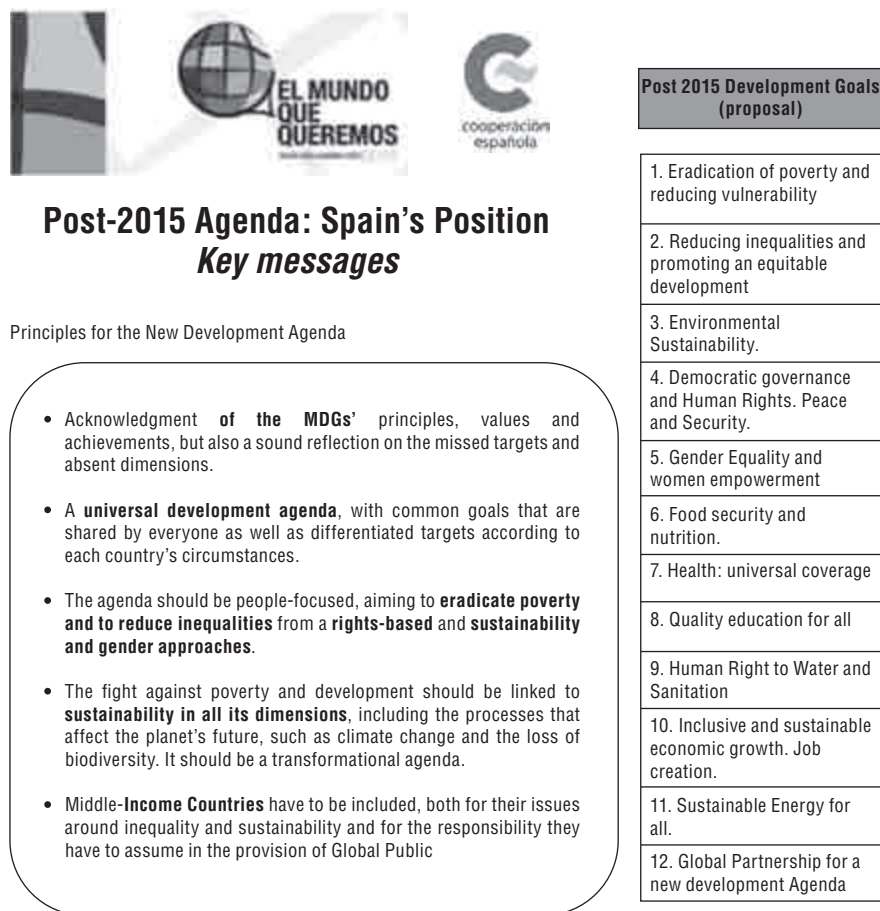 EL MUNDO
QUE
QUEREMOS
cooperación
española
Post-2015 Agenda: Spain's Position
Key messages
Principles for the New Development Agenda
• Acknowledgment of the MDGs' principles, values and
achievements, but also a sound reflection on the missed targets and
absent dimensions.
• A universal development agenda, with common goals that are
shared by everyone as well as differentiated targets according to
each country's circumstances.
• The agenda should be people-focused, aiming to eradicate poverty
and to reduce inequalities from a rights-based and sustainability
and gender approaches.
• The fight against poverty and development should be linked to
sustainability in all its dimensions, including the processes that
affect the planet's future, such as climate change and the loss of
biodiversity. It should be a transformational agenda.
• Middle-Income Countries have to be included, both for their issues
around inequality and sustainability and for the responsibility they
have to assume in the provision of Global Public
Post 2015 Development Goals
(proposal)
1. Eradication of poverty and
reducing vulnerability
2. Reducing inequalities and
promoting an equitable
development
3. Environmental
Sustainability.
4. Democratic governance
and Human Rights. Peace
and Security.
5. Gender Equality and
women empowerment
6. Food security and
nutrition.
7. Health: universal coverage
8. Quality education for all
9. Human Right to Water and
Sanitation
10. Inclusive and sustainable
economic growth. Job
creation.
11. Sustainable Energy for
all.
12. Global Partnership for a
new development Agenda